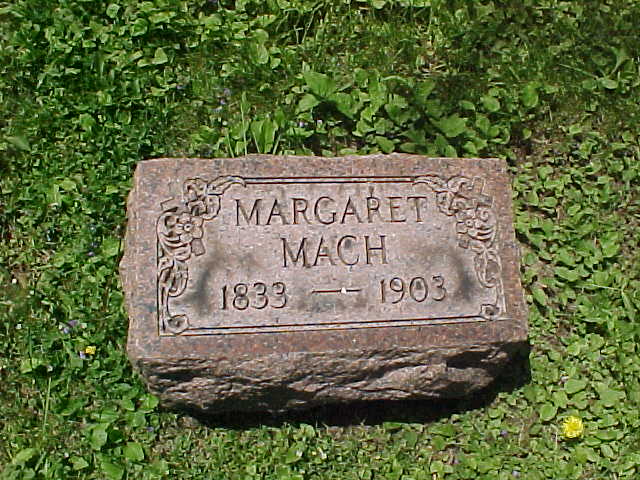 MARGARET
MACH
1833 — 1903